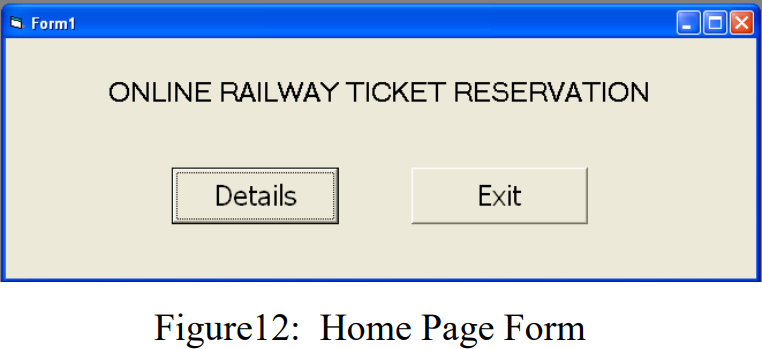 Form1
ONLINE RAILWAY TICKET RESERVATION
Details Exit
Figure12: Home Page Form